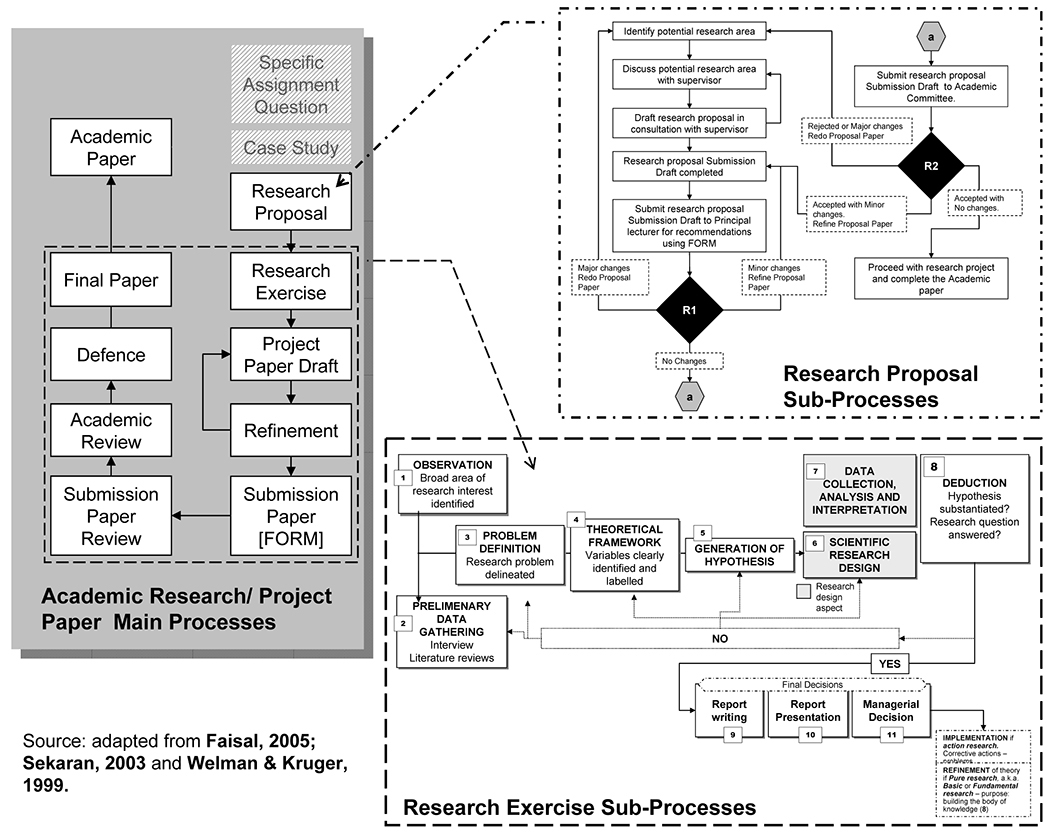 Specific
Assignment
Question
Case Study
Academic
Paper
Research
Proposal
Final Paper
Research
Exercise
Defence
Project
Paper Draft
Academic
Review
Refinement
Submission
Paper
Review
Submission
Paper
[FORM]
Academic Research/ Project
Paper  Main Processes
Source: adapted from Faisal, 2005;
Sekaran, 2003 and Welman & Kruger,
1999.
Identify potential research area
Discuss potential research area
with supervisor
Draft research proposal in
consultation with supervisor
Research proposal Submission
Draft completed
Submit research proposal
Submission Draft to Principal
lecturer for recommendations
using FORM
Major changes
Redo Proposal
Paper
Minor changes
Refine Proposal
Paper
R1
No Changes
a
a
Submit research proposal
Submission Draft  to Academic
Committee.
Rejected or Major changes
Redo Proposal Paper
R2
Accepted with Minor
changes.
Refine Proposal Paper
Accepted with
No changes.
Proceed with research project
and complete the Academic
paper
Research Proposal
Sub-Processes
1
OBSERVATION
Broad area of
research interest
identified
2
PRELIMENARY
DATA
GATHERING
Interview
Literature reviews
3
PROBLEM
DEFINITION
Research problem
delineated
4
THEORETICAL
FRAMEWORK
Variables clearly
identified and
labelled
5
GENERATION OF
HYPOTHESIS
6
SCIENTIFIC
RESEARCH
DESIGN
7
DATA
COLLECTION,
ANALYSIS AND
INTERPRETATION
8
DEDUCTION
Hypothesis
substantiated?
Research question
answered?
Research
design
aspect
NO
YES
Final Decisions
Report
writing
9
Report
Presentation
10
Managerial
Decision
11
IMPLEMENTATION if
action research.
Corrective actions –
problems
REFINEMENT of theory
if Pure research, a.k.a.
Basic or Fundamental
research – purpose:
building the body of
knowledge (8)
Research Exercise Sub-Processes